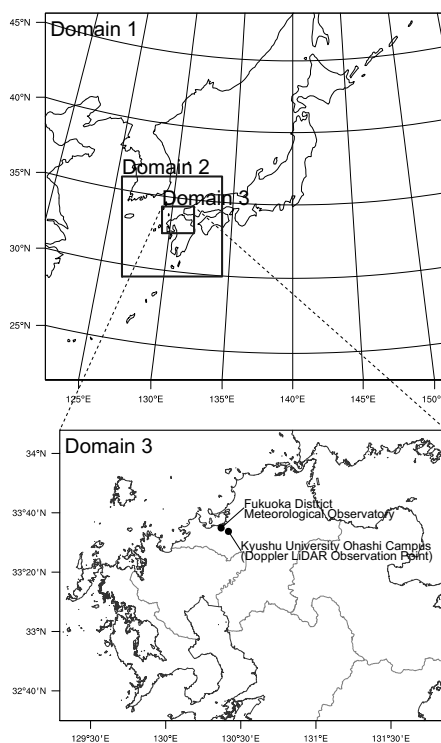 45°N
Domain 1
40°N
35°N
Domain 2
Domain 3
30°N
25°N
125°E
130°E
135°E
140°E
145°E
150°E
Domain 3
34°N
Fukuoka District
Meteorological Observatory
33°40'N
Kyushu University Ohashi Campus
(Doppler LiDAR Observation Point)
33°20'N
33°N
32°40'N
129°30'E
130°E
130°30'E
131°E
131°30'E